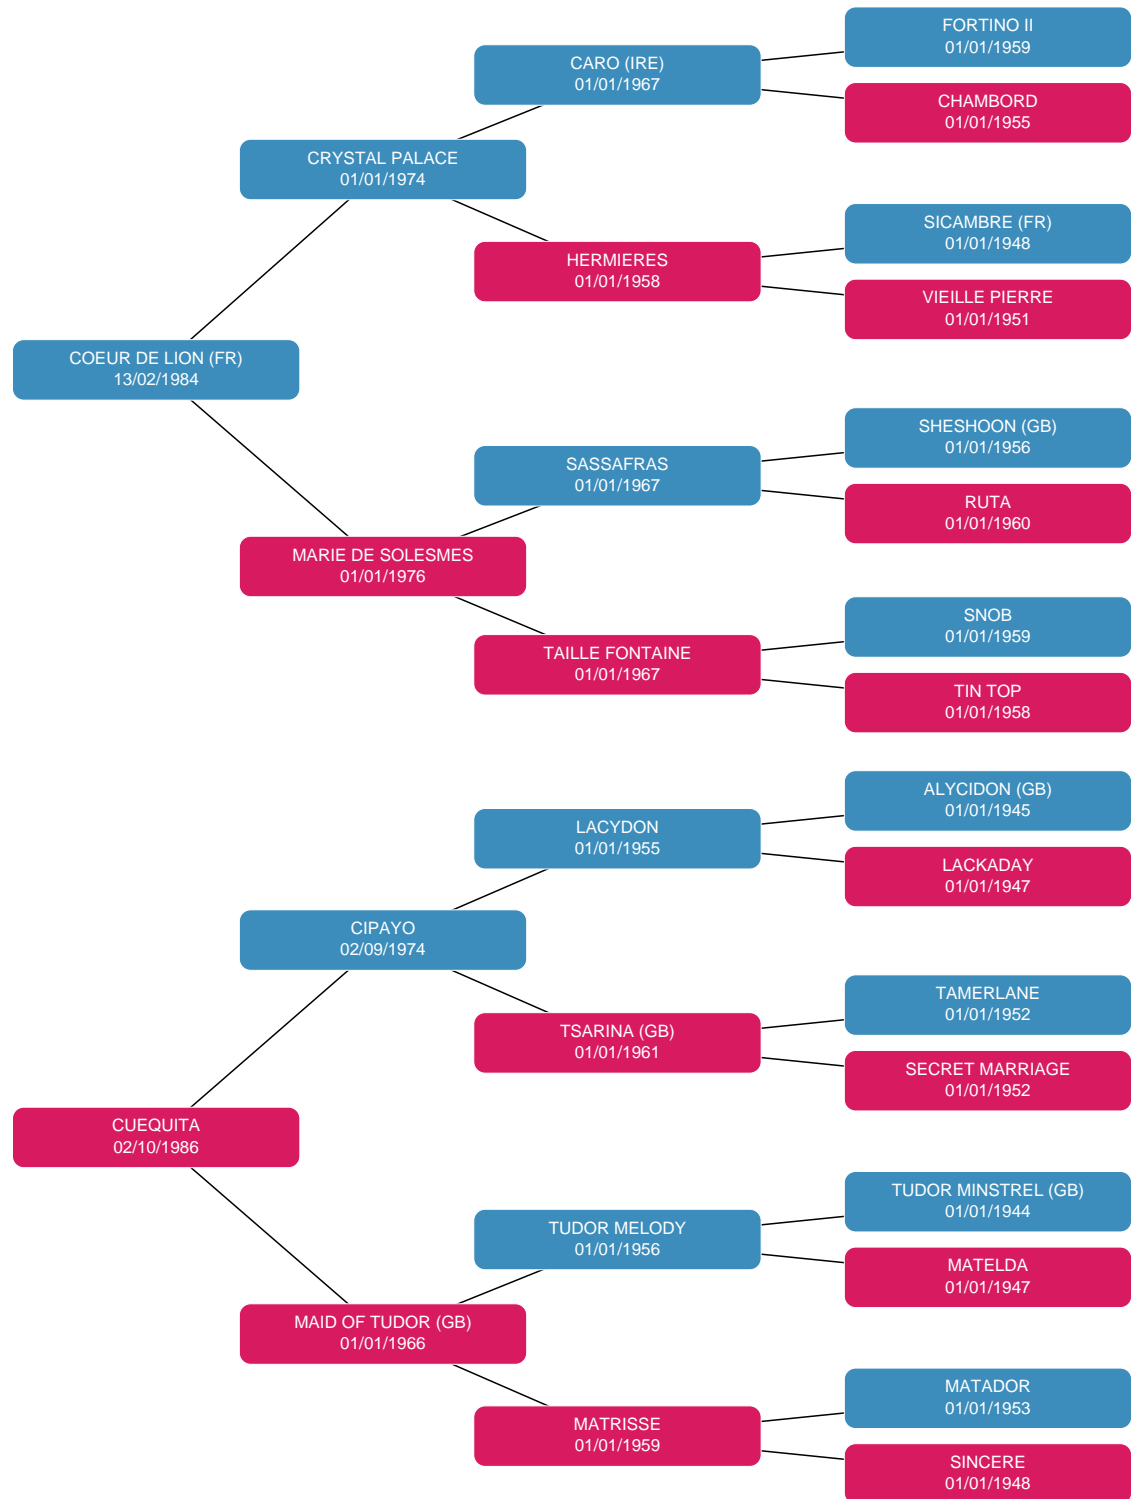 FORTINO II
01/01/1959
CARO (IRE)
01/01/1967
CHAMBORD
01/01/1955
CRYSTAL PALACE
01/01/1974
SICAMBRE (FR)
01/01/1948
HERMIERES
01/01/1958
VIEILLE PIERRE
01/01/1951
COEUR DE LION (FR)
13/02/1984
SHESHOON (GB)
01/01/1956
SASSAFRAS
01/01/1967
RUTA
01/01/1960
MARIE DE SOLESMES
01/01/1976
SNOB
01/01/1959
TAILLE FONTAINE
01/01/1967
TIN TOP
01/01/1958
ALYCIDON (GB)
01/01/1945
LACYDON
01/01/1955
LACKADAY
01/01/1947
CIPAYO
02/09/1974
TAMERLANE
01/01/1952
TSARINA (GB)
01/01/1961
SECRET MARRIAGE
01/01/1952
CUEQUITA
02/10/1986
TUDOR MINSTREL (GB)
01/01/1944
TUDOR MELODY
01/01/1956
MATELDA
01/01/1947
MAID OF TUDOR (GB)
01/01/1966
MATADOR
01/01/1953
MATRISSE
01/01/1959
SINCERE
01/01/1948